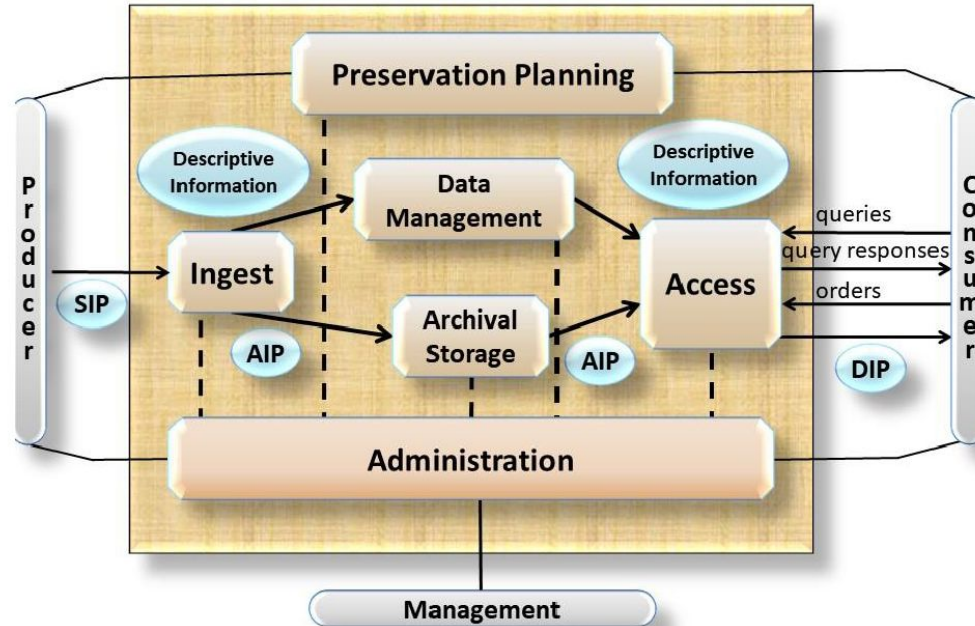 Preservation Planning
Producer
Descriptive
Information
Data
Management
Descriptive
Information
Consumer
queries
query responses
orders
Ingest
Access
SIP
AIP
Archival
Storage
AIP
DIP
Administration
Management